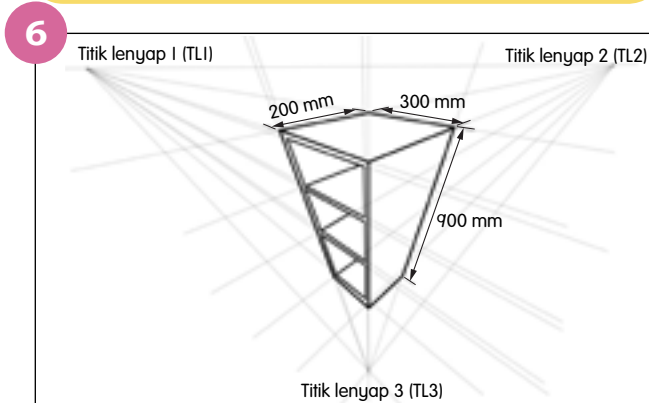 6
Titik lenyap 1 (TL1)
Titik lenyap 2 (TL2)
200 mm
300 mm
900 mm
Titik lenyap 3 (TL3)